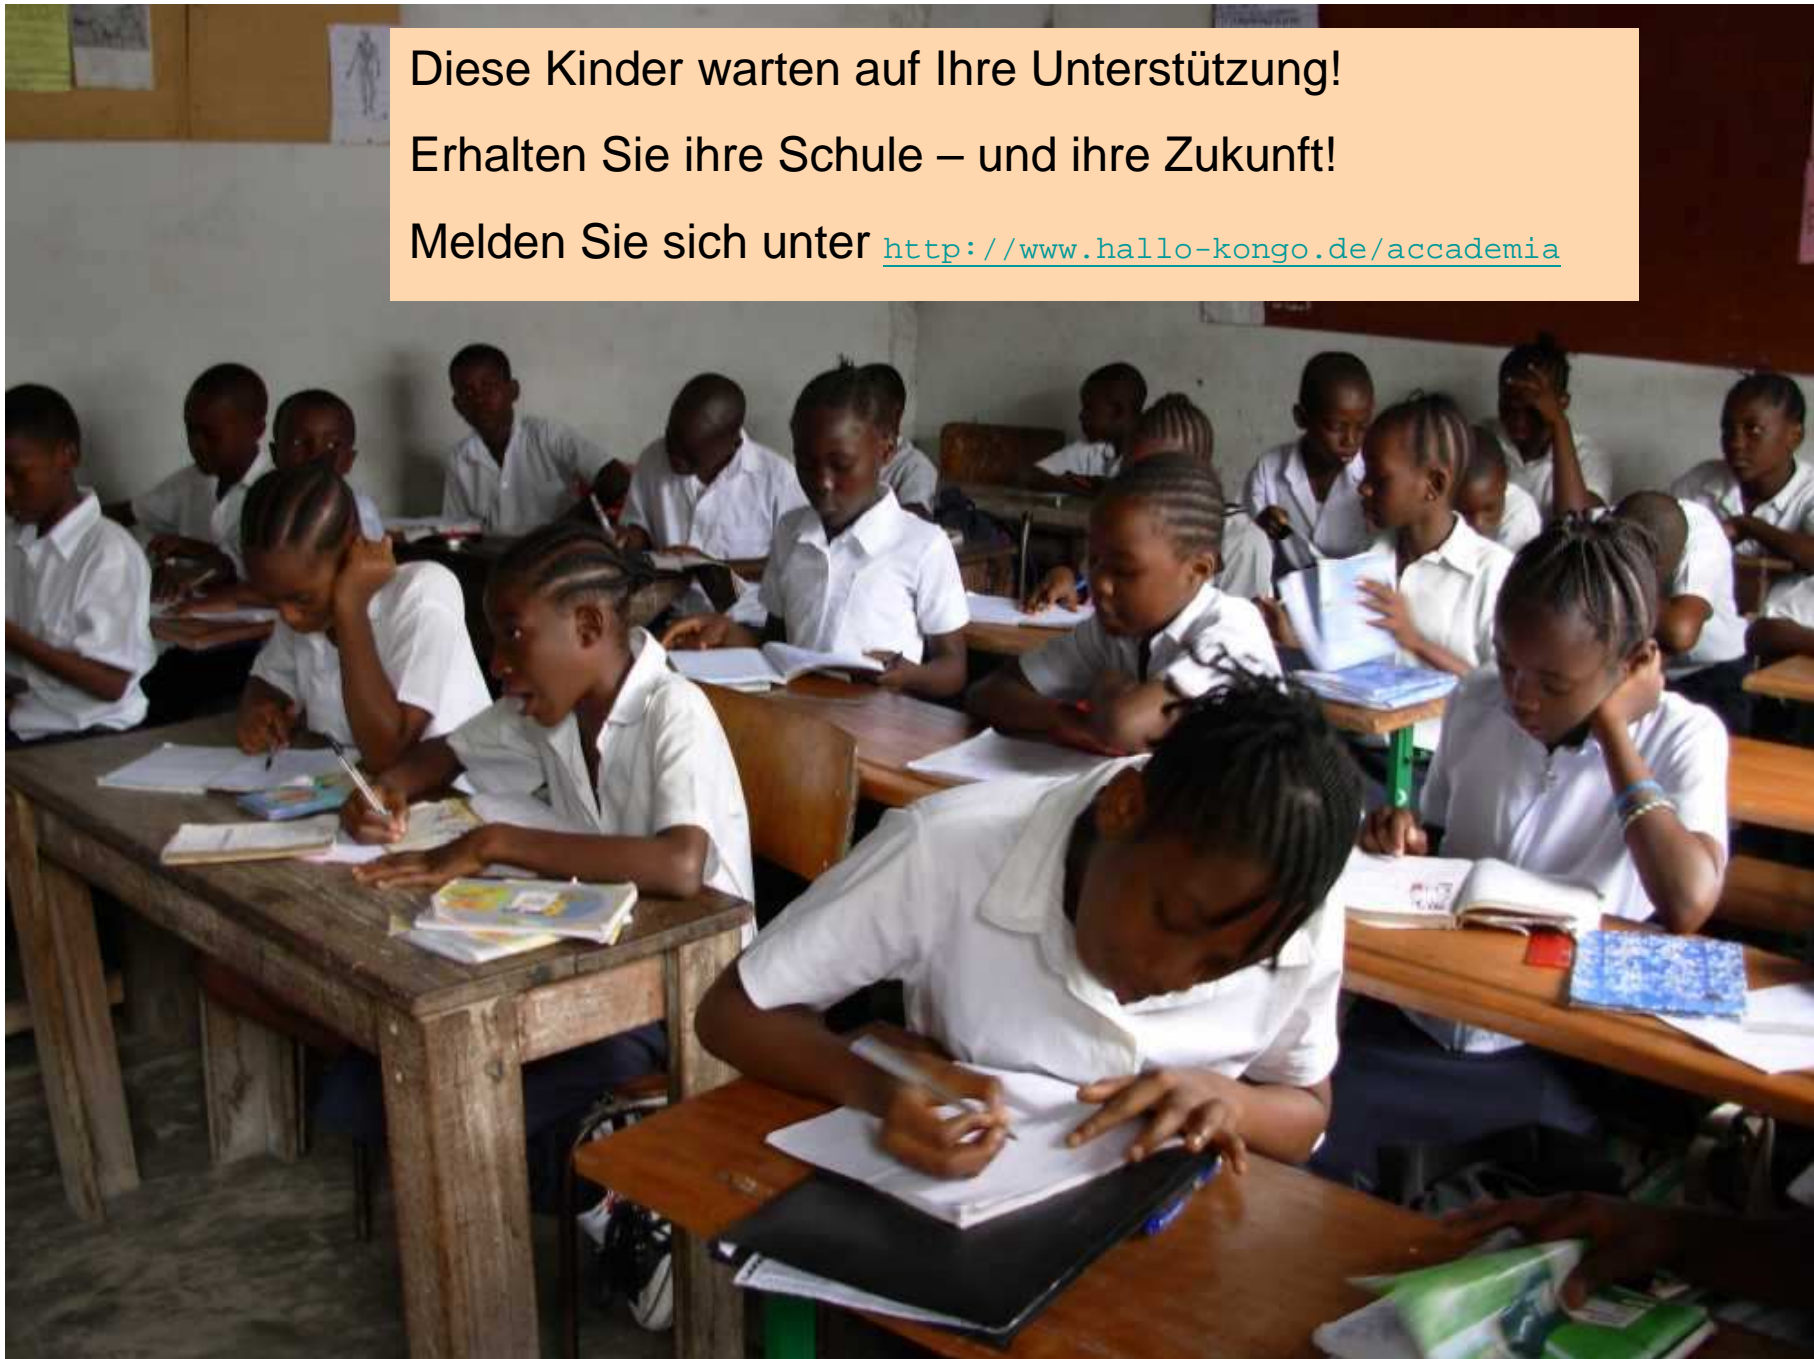 Diese Kinder warten auf Ihre Unterstützung!
Erhalten Sie ihre Schule – und ihre Zukunft!
Melden Sie sich unter http://www.hallo-kongo.de/accademia